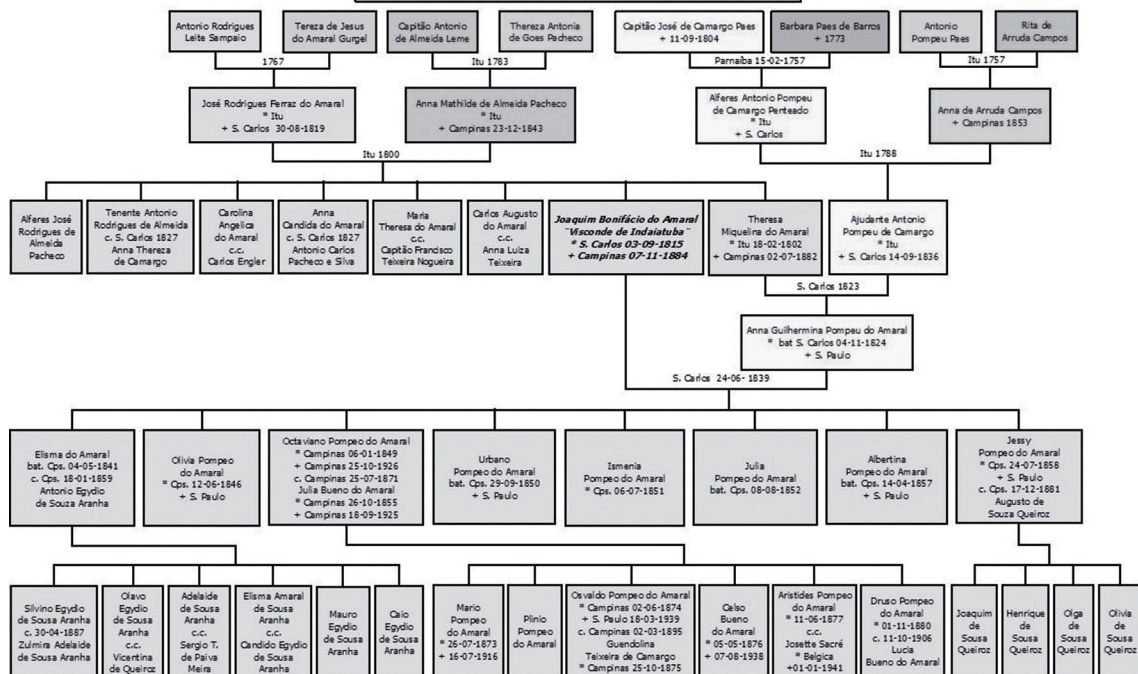 Antonio Rodrigues
Leite Sampaio
Tereza de Jesus
do Amaral Gurgel
Capitão Antonio
de Almeida Leme
Thereza Antonia
de Goes Pacheco
Capitão José de Camargo Paes
+ 11-09-1804
Barbara Paes de Barros
+ 1773
Antonio
Pompeu Paes
Rita de
Arruda Campos
1767
Itu 1783
Parnaíba 15-02-1757
Itu 1757
José Rodrigues Ferraz do Amaral
* Itu
+ S. Carlos 30-08-1819
Anna Mathilde de Almeida Pacheco
* Itu
+ Campinas 23-12-1843
Alferes Antonio Pompeu
de Camargo Penteado
* Itu
+ S. Carlos
Anna de Arruda Campos
+ Campinas 1853
Itu 1800
Itu 1788
Alferes José
Rodrigues de
Almeida
Pacheco
Tenente Antonio
Rodrigues de Almeida
c. S. Carlos 1827
Anna Thereza
de Camargo
Carolina
Angelica
do Amaral
c.c.
Carlos Engler
Anna
Candida do Amaral
c. S. Carlos 1827
Antonio Carlos
Pacheco e Silva
Maria
Theresa do Amaral
c.c.
Capitão Francisco
Teixeira Nogueira
Carlos Augusto
do Amaral
c.c.
Anna Luiza
Teixeira
Joaquim Bonifácio do Amaral
¨Visconde de Indaiatuba¨
* S. Carlos 03-09-1815
+ Campinas 07-11-1884
Theresa
Miquelina do Amaral
* Itu 18-02-1802
+ Campinas 02-07-1882
Ajudante Antonio
Pompeu de Camargo
* Itu
+ S. Carlos 14-09-1836
S. Carlos 1823
Anna Guilhermina Pompeu do Amaral
* bat S. Carlos 04-11-1824
+ S. Paulo
S. Carlos 24-06- 1839
Elisma do Amaral
bat. Cps. 04-05-1841
c. Cps. 18-01-1859
Antonio Egydio
de Souza Aranha
Olivia Pompeo
do Amaral
* Cps. 12-06-1846
+ S. Paulo
Octaviano Pompeo do Amaral
* Campinas 06-01-1849
+ Campinas 25-10-1926
c. Campinas 25-07-1871
Julia Bueno do Amaral
* Campinas 26-10-1855
+ Campinas 18-09-1925
Urbano
Pompeo do Amaral
bat. Cps. 29-09-1850
+ S. Paulo
Ismenia
Pompeo do Amaral
* Cps. 06-07-1851
Julia
Pompeo do Amaral
bat. Cps. 08-08-1852
Albertina
Pompeo do Amaral
bat. Cps. 14-04-1857
+ S. Paulo
Jessy
Pompeo do Amaral
* Cps. 24-07-1858
+ S. Paulo
c. Cps. 17-12-1881
Augusto de
Souza Queiroz
Silvino Egydio
de Sousa Aranha
c. 30-04-1887
Zulmira Adelaide
de Sousa Aranha
Olavo
Egydio
de Sousa
Aranha
c.c.
Vicentina
de Queiroz
Adelaide
de Sousa
Aranha
c.c.
Sergio T.
de Paiva
Meira
Elisma Amaral
de Sousa
Aranha
c.c.
Candido Egydio
de Sousa
Aranha
Mauro
Egydio
de Sousa
Aranha
Caio
Egydio
de Sousa
Aranha
Mario
Pompeo
do Amaral
* 26-07-1873
+ 16-07-1916
Plinio
Pompeo
do Amaral
Osvaldo Pompeo do Amaral
* Campinas 02-06-1874
+ S. Paulo 18-03-1939
c. Campinas 02-03-1895
Guendolina
Teixeira de Camargo
* Campinas 25-10-1875
Celso
Bueno
do Amaral
* 05-05-1876
+ 07-08-1938
Aristides Pompeo
do Amaral
* 11-06-1877
c.c.
Josette Sacré
* Belgica
+01-01-1941
Druso Pompeo
do Amaral
* 01-11-1880
c. 11-10-1906
Lucia
Bueno do Amaral
Joaquim
de Sousa
Queiroz
Henrique
de Sousa
Queiroz
Olga
de Sousa
Queiroz
Olivia
de Sousa
Queiroz